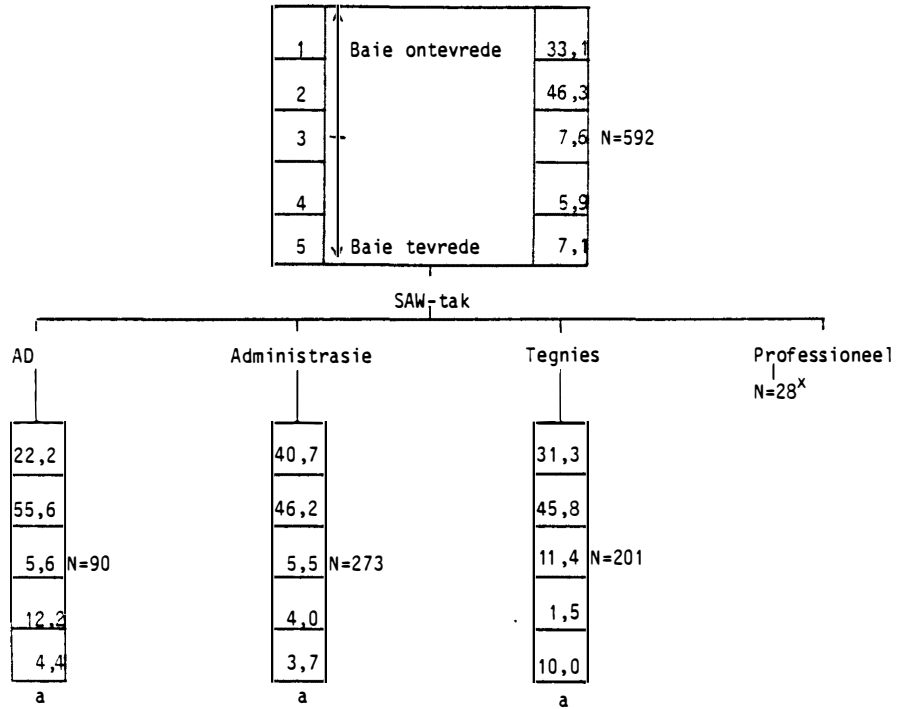 1 Baie ontevrede 33,1
2 46,3
3 7,6 N=592
4 5,9
5 Baie tevrede 7,1
SAW-tak
AD Administrasie Tegnies Professioneel
N=28x
22,2 40,7 31,3
55,6 46,2 45,8
5,6 N=90 5,5 N=273 11,4 N=201
12,2 4,0 1,5
4,4 3,7 10,0
a a a